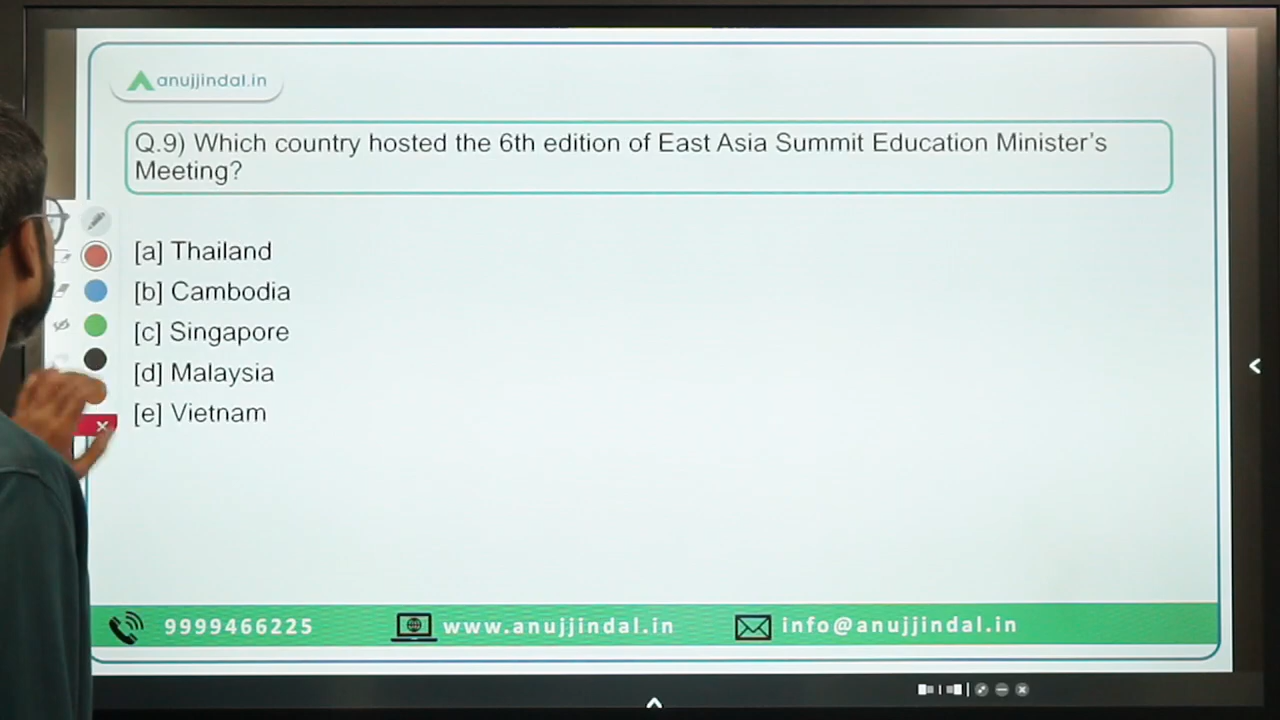 anujjindal.in
Q.9) Which country hosted the 6th edition of East Asia Summit Education Minister's
Meeting?
[a] Thailand
[b] Cambodia
[c] Singapore
[d] Malaysia
[e] Vietnam
9999466225
www.anujjindal.in
info@anujjindal.in